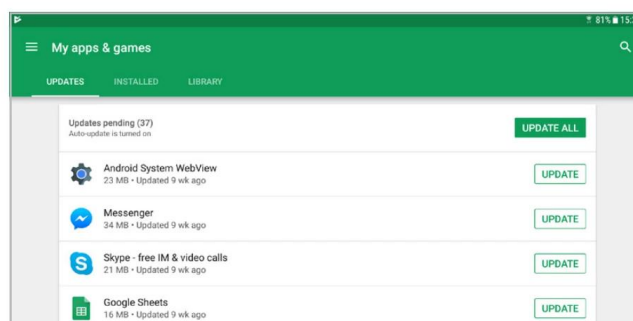 81% 15:
My apps & games
UPDATES INSTALLED LIBRARY
Updates pending (37)
Auto-update is turned on
UPDATE ALL
Android System WebView
23 MB • Updated 9 wk ago
UPDATE
Messenger
34 MB • Updated 9 wk ago
UPDATE
Skype - free IM & video calls
21 MB • Updated 9 wk ago
UPDATE
Google Sheets
16 MB • Updated 9 wk ago
UPDATE